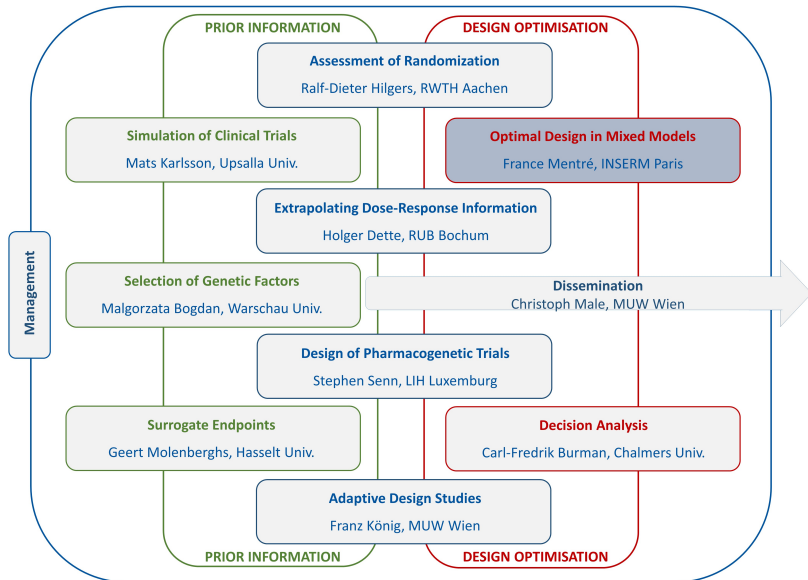 PRIOR INFORMATION
DESIGN OPTIMISATION
Assessment of Randomization
Ralf-Dieter Hilgers, RWTH Aachen
Simulation of Clinical Trials
Mats Karlsson, Upsalla Univ.
Optimal Design in Mixed Models
France Mentré, INSERM Paris
Extrapolating Dose-Response Information
Holger Dette, RUB Bochum
Management
Selection of Genetic Factors
Malgorzata Bogdan, Warschau Univ.
Dissemination
Christoph Male, MUW Wien
Design of Pharmacogenetic Trials
Stephen Senn, LIH Luxemburg
Surrogate Endpoints
Geert Molenberghs, Hasselt Univ.
Decision Analysis
Carl-Fredrik Burman, Chalmers Univ.
Adaptive Design Studies
Franz König, MUW Wien
PRIOR INFORMATION
DESIGN OPTIMISATION